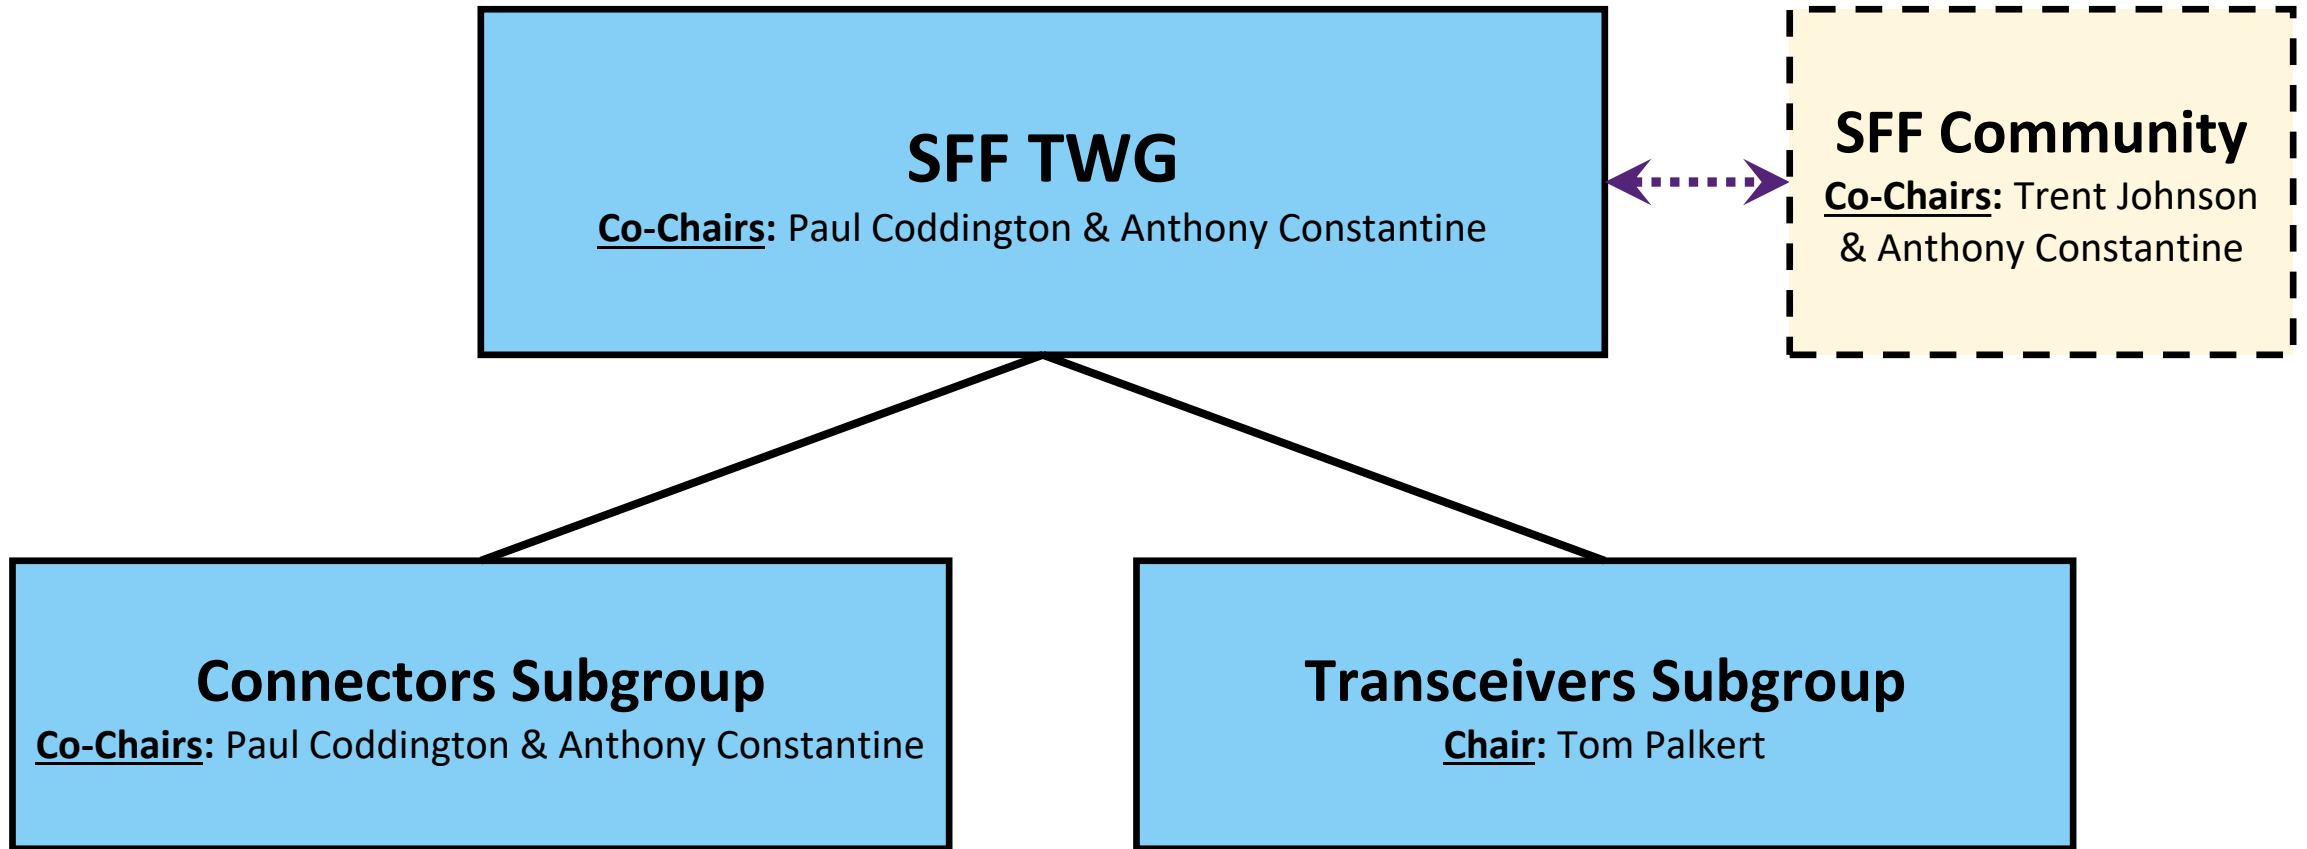 SFF TWG
Co-Chairs: Paul Coddington & Anthony Constantine
SFF Community
Co-Chairs: Trent Johnson
& Anthony Constantine
Connectors Subgroup
Co-Chairs: Paul Coddington & Anthony Constantine
Transceivers Subgroup
Chair: Tom Palkert